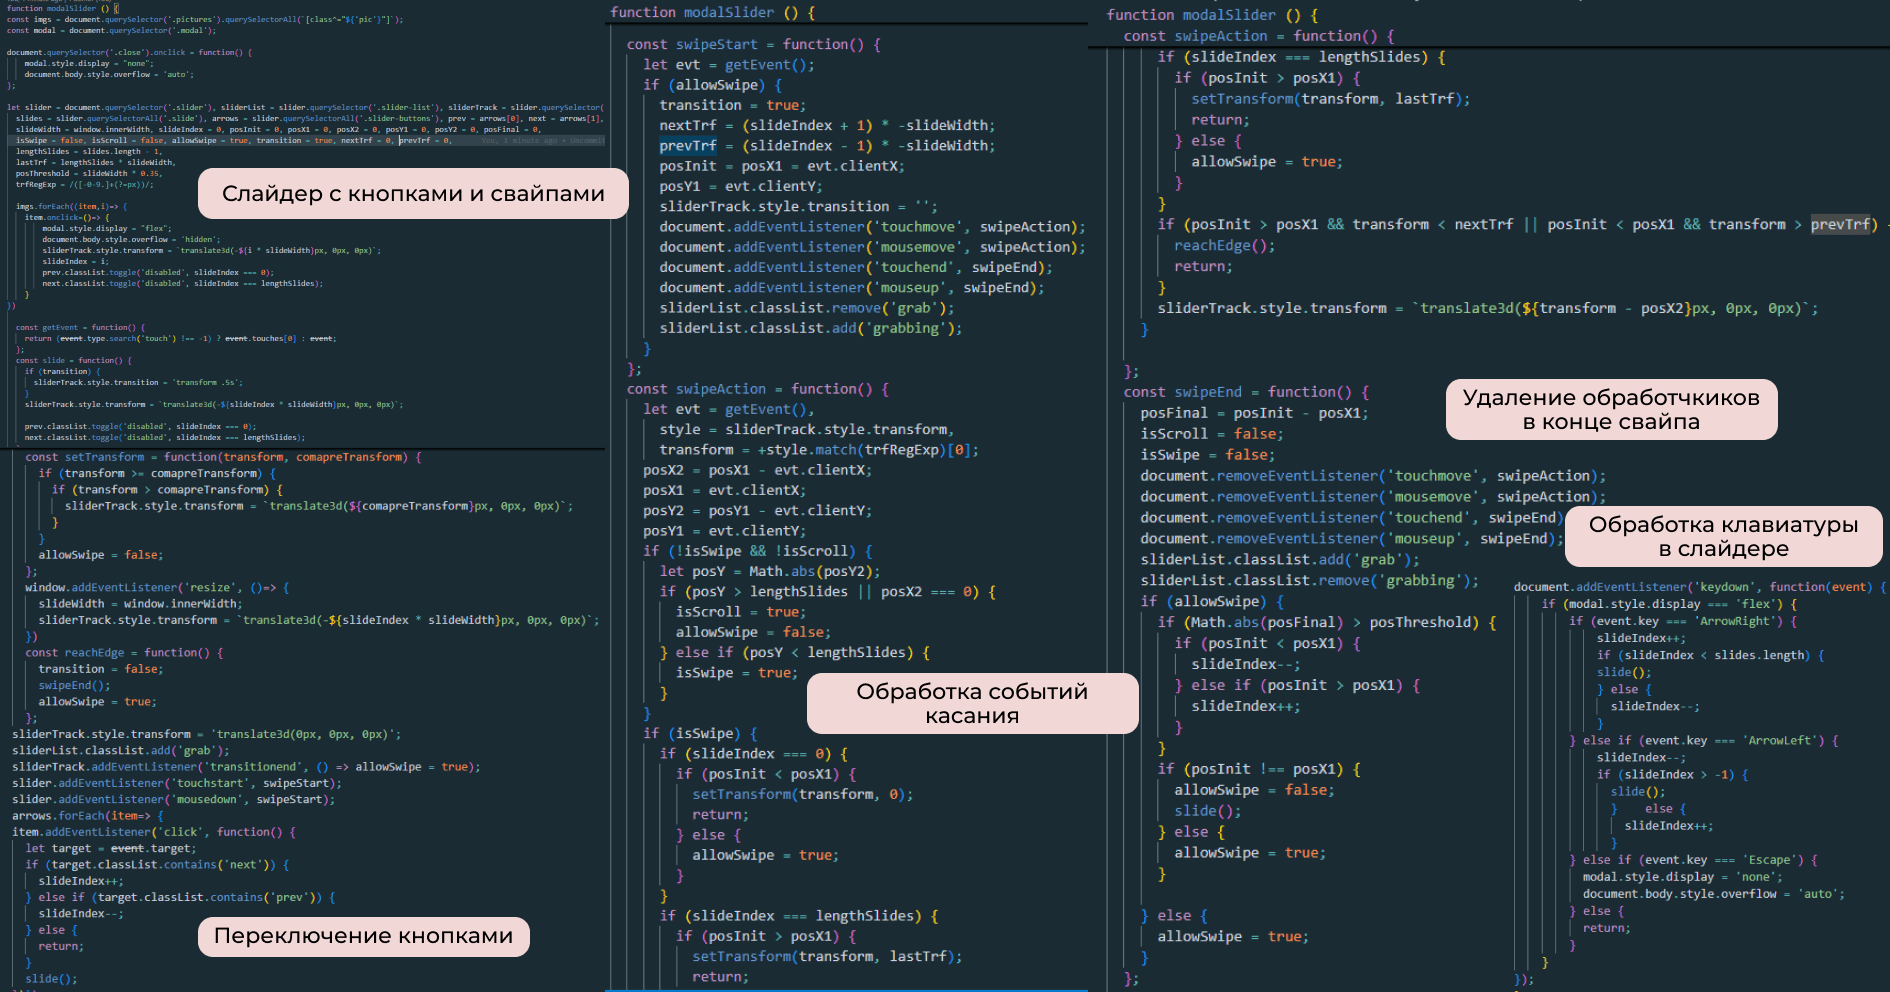 function modalSlider () {
const imgs = document.querySelector('.pictures').querySelectorAll(`[class^="${'pic'}"]`);
const modal = document.querySelector('.modal');
document.querySelector('.close').onclick = function() {
modal.style.display = "none";
document.body.style.overflow = 'auto';
};
let slider = document.querySelector('.slider'), sliderList = slider.querySelector('.slider-list'), sliderTrack = slider.querySelector(
slides = slider.querySelectorAll('.slide'), arrows = slider.querySelector('.slider-buttons'), prev = arrows[0], next = arrows[1],
slideWidth = window.innerWidth, slideIndex = 0, posInit = 0, posX1 = 0, posX2 = 0, posY1 = 0, posY2 = 0, posFinal = 0,
isSwipe = false, isScroll = false, allowSwipe = true, transition = true, nextTrf = 0, prevTrf = 0, You, 1 minute ago • Uncommit
lengthSlides = slides.length - 1,
lastTrf = lengthSlides * slideWidth,
posThreshold = slideWidth * 0.35,
trfRegExp = /([-0-9.]+(?=px))/;
Слайдер с кнопками и свайпами
imgs.forEach((item,i)=> {
item.onclick=()=> {
modal.style.display = "flex";
document.body.style.overflow = 'hidden';
sliderTrack.style.transform = `translate3d(-${i * slideWidth}px, 0px, 0px)`;
slideIndex = i;
prev.classList.toggle('disabled', slideIndex === 0);
next.classList.toggle('disabled', slideIndex === lengthSlides);
}
})
const getEvent = function() {
return (event.type.search('touch') !== -1) ? event.touches[0] : event;
};
const slide = function() {
if (transition) {
sliderTrack.style.transition = 'transform .5s';
}
sliderTrack.style.transform = `translate3d(-${slideIndex * slideWidth}px, 0px, 0px)`;
prev.classList.toggle('disabled', slideIndex === 0);
next.classList.toggle('disabled', slideIndex === lengthSlides);
const setTransform = function(transform, comapreTransform) {
if (transform >= comapreTransform) {
if (transform > comapreTransform) {
sliderTrack.style.transform = `translate3d(${comapreTransform}px, 0px, 0px)`;
}
}
allowSwipe = false;
};
window.addEventListener('resize', ()=> {
slideWidth = window.innerWidth;
sliderTrack.style.transform = `translate3d(-${slideIndex * slideWidth}px, 0px, 0px)`;
})
const reachEdge = function() {
transition = false;
swipeEnd();
allowSwipe = true;
};
sliderTrack.style.transform = 'translate3d(0px, 0px, 0px)';
sliderList.classList.add('grab');
sliderTrack.addEventListener('transitionend', () => allowSwipe = true);
slider.addEventListener('touchstart', swipeStart);
slider.addEventListener('mousedown', swipeStart);
arrows.forEach(item=> {
item.addEventListener('click', function() {
let target = event.target;
if (target.classList.contains('next')) {
slideIndex++;
} else if (target.classList.contains('prev')) {
slideIndex--;
} else {
return;
}
slide();
Переключение кнопками
function modalSlider () {
const swipeStart = function() {
let evt = getEvent();
if (allowSwipe) {
transition = true;
nextTrf = (slideIndex + 1) * -slideWidth;
prevTrf = (slideIndex - 1) * -slideWidth;
posInit = posX1 = evt.clientX;
posY1 = evt.clientY;
sliderTrack.style.transition = '';
document.addEventListener('touchmove', swipeAction);
document.addEventListener('mousemove', swipeAction);
document.addEventListener('touchend', swipeEnd);
document.addEventListener('mouseup', swipeEnd);
sliderList.classList.remove('grab');
sliderList.classList.add('grabbing');
}
};
const swipeAction = function() {
let evt = getEvent(),
style = sliderTrack.style.transform,
transform = +style.match(trfRegExp)[0];
posX2 = posX1 - evt.clientX;
posX1 = evt.clientX;
posY2 = posY1 - evt.clientY;
posY1 = evt.clientY;
if (!isSwipe && !isScroll) {
let posY = Math.abs(posY2);
if (posY > lengthSlides || posX2 === 0) {
isScroll = true;
allowSwipe = false;
} else if (posY < lengthSlides) {
isSwipe = true;
}
}
Обработка событий
касания
if (isSwipe) {
if (slideIndex === 0) {
if (posInit < posX1) {
setTransform(transform, 0);
return;
} else {
allowSwipe = true;
}
}
if (slideIndex === lengthSlides) {
if (posInit > posX1) {
setTransform(transform, lastTrf);
return;
function modalSlider () {
const swipeAction = function() {
if (slideIndex === lengthSlides) {
if (posInit > posX1) {
setTransform(transform, lastTrf);
return;
} else {
allowSwipe = true;
}
}
if (posInit > posX1 && transform < nextTrf || posInit < posX1 && transform > prevTrf)
reachEdge();
return;
}
sliderTrack.style.transform = `translate3d(${transform - posX2}px, 0px, 0px)`;
}
};
const swipeEnd = function() {
posFinal = posInit - posX1;
isScroll = false;
isSwipe = false;
document.removeEventListener('touchmove', swipeAction);
document.removeEventListener('mousemove', swipeAction);
document.removeEventListener('touchend', swipeEnd)
document.removeEventListener('mouseup', swipeEnd);
sliderList.classList.add('grab');
sliderList.classList.remove('grabbing');
if (allowSwipe) {
if (Math.abs(posFinal) > posThreshold) {
if (posInit < posX1) {
slideIndex--;
} else if (posInit > posX1) {
slideIndex++;
}
}
if (posInit !== posX1) {
allowSwipe = false;
slide();
} else {
allowSwipe = true;
}
} else {
allowSwipe = true;
}
};
Удаление обработчкиков
в конце свайпа
Обработка клавиатуры
в слайдере
document.addEventListener('keydown', function(event) {
if (modal.style.display === 'flex') {
if (event.key === 'ArrowRight') {
slideIndex++;
if (slideIndex < slides.length) {
slide();
} else {
slideIndex--;
}
} else if (event.key === 'ArrowLeft') {
slideIndex--;
if (slideIndex > -1) {
slide();
} else {
slideIndex++;
}
} else if (event.key === 'Escape') {
modal.style.display = 'none';
document.body.style.overflow = 'auto';
} else {
return;
}
}
});